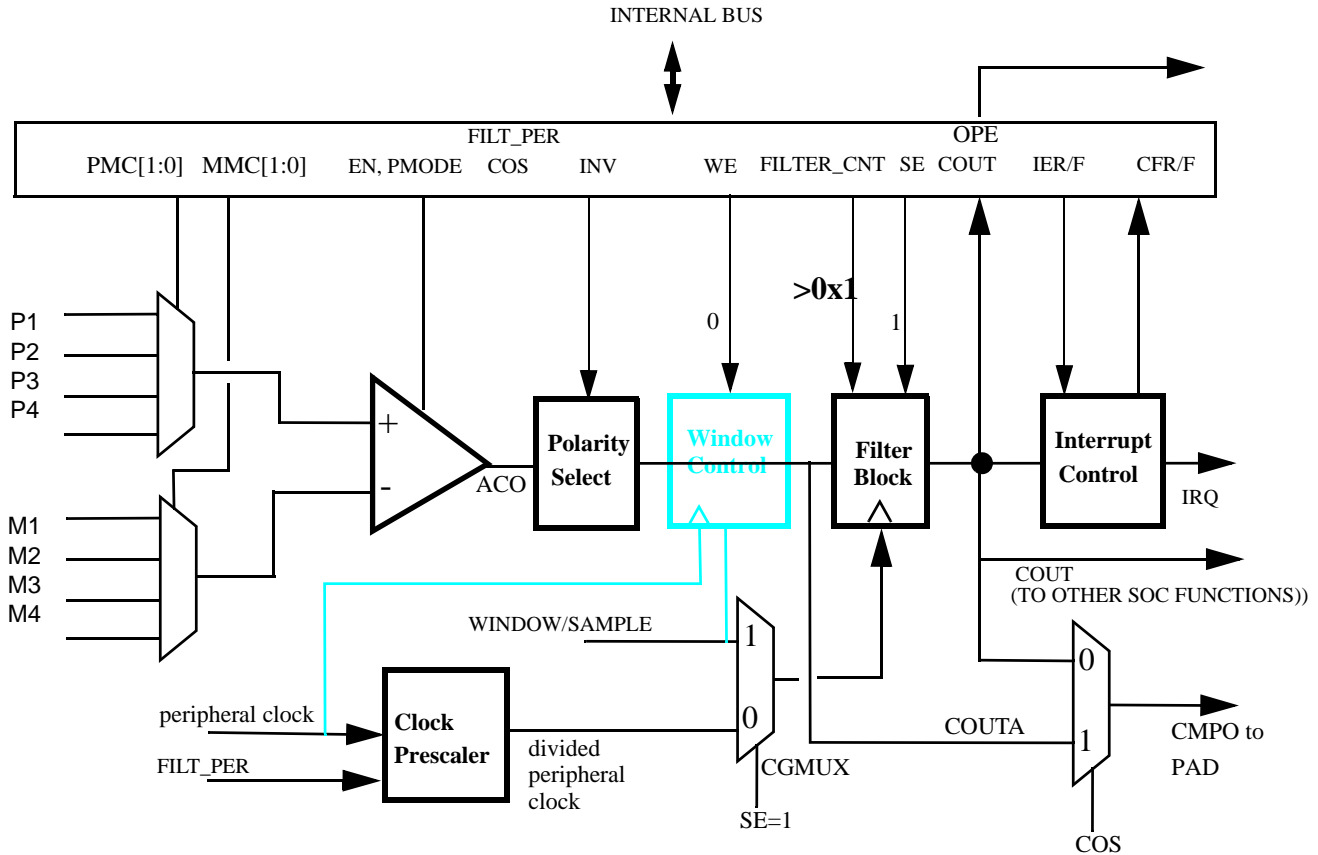 INTERNAL BUS
FILT_PER
OPE
PMC[1:0] MMC[1:0] EN, PMODE COS INV WE FILTER_CNT SE COUT IER/F CFR/F
>0x1
0
1
P1
P2
P3
P4
+
-
ACO
Polarity
Select
Window
Control
Filter
Block
Interrupt
Control
IRQ
M1
M2
M3
M4
COUT
(TO OTHER SOC FUNCTIONS))
WINDOW/SAMPLE
1
0
CGMUX
SE=1
peripheral clock
FILT_PER
Clock
Prescaler
divided
peripheral
clock
COUTA
0
1
CMPO to
PAD
COS